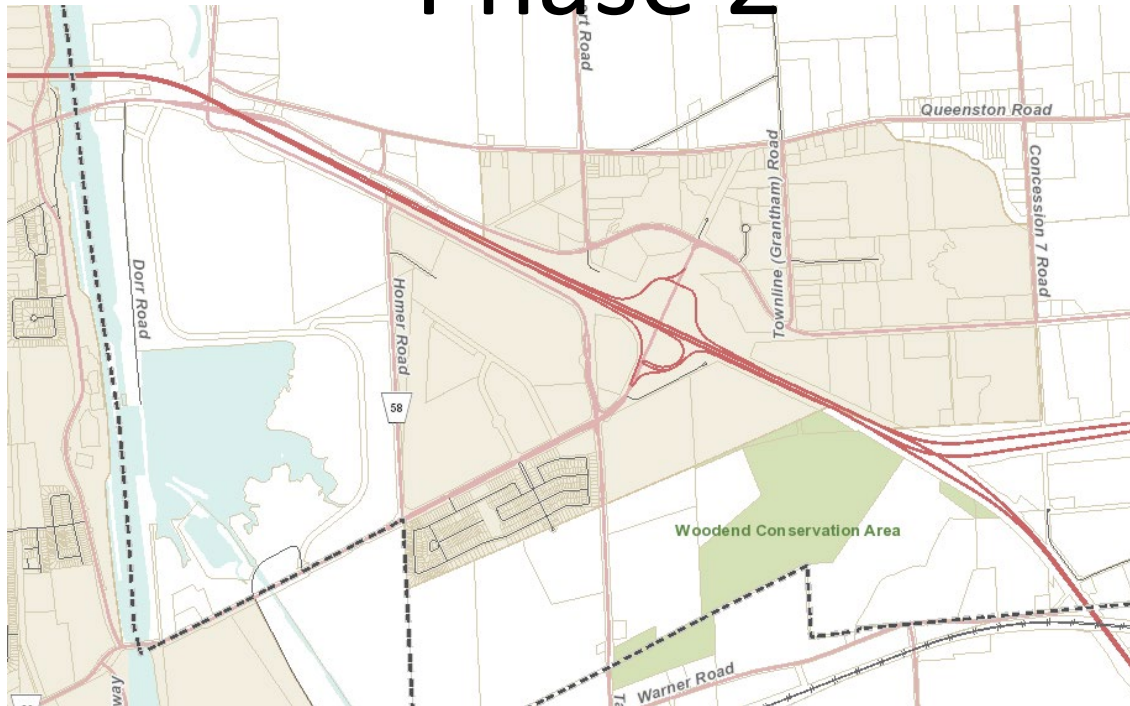 Phase 2
Queenston Road
Townline (Grantham) Road
Concession 7 Road
Dorr Road
Homer Road
58
Woodend Conservation Area
Warner Road